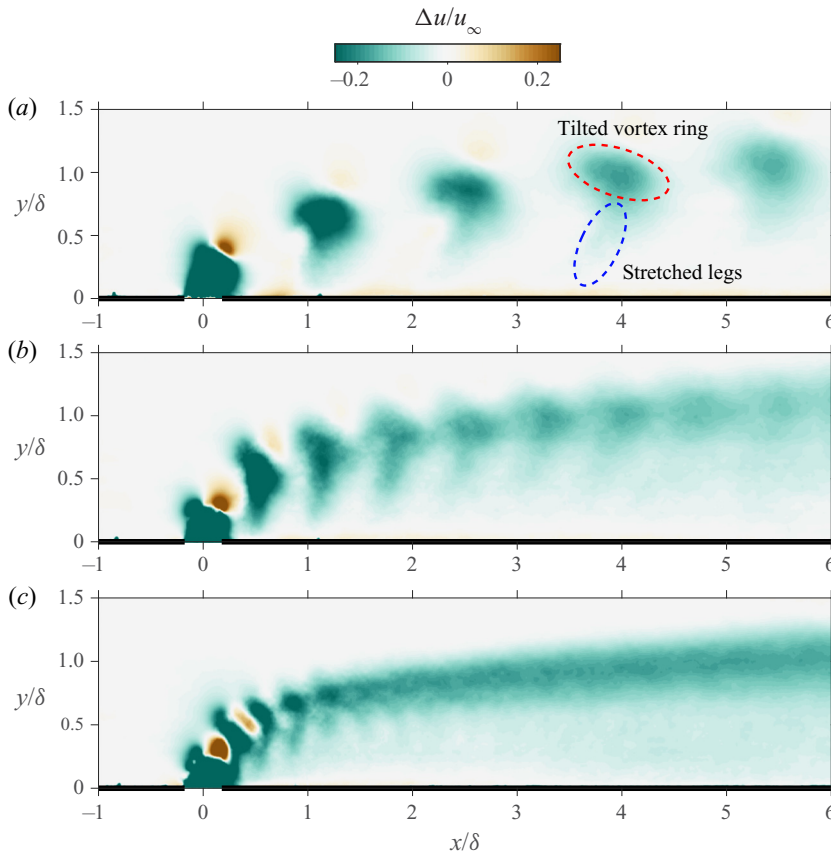 Δu/u∞
−0.2 0 0.2
(a)
1.5
1.0
y/δ
0.5
0
Tilted vortex ring
Stretched legs
−1 0 1 2 3 4 5 6
(b)
1.5
1.0
y/δ
0.5
0
−1 0 1 2 3 4 5 6
(c)
1.5
1.0
y/δ
0.5
0
−1 0 1 2 3 4 5 6
x/δ